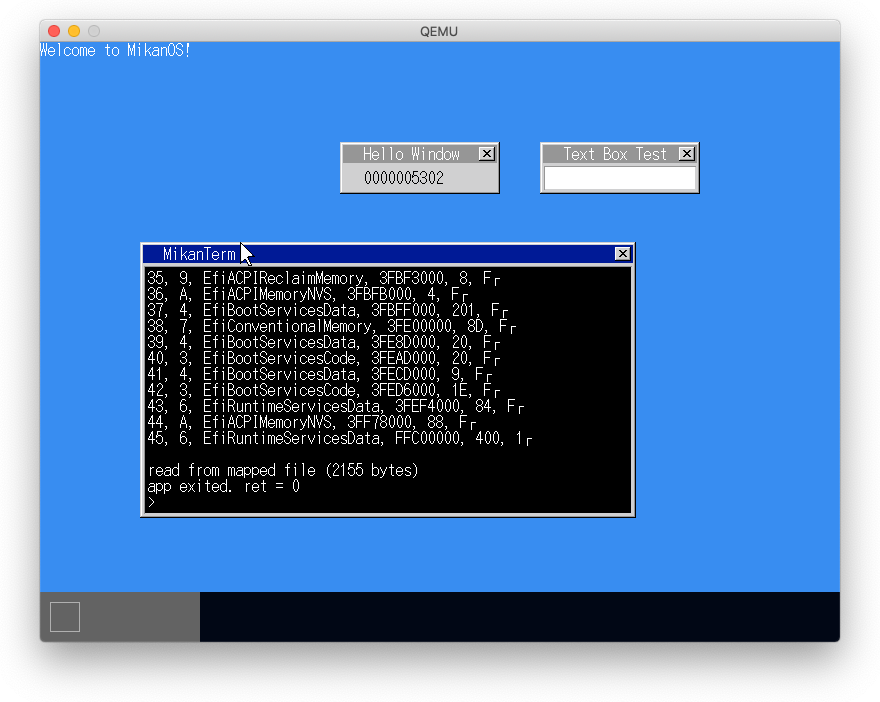 QEMU
Welcome to MikanOS!
Hello Window
0000005302
Text Box Test
MikanTerm
35, 9, EfiACPIReclaimMemory, 3FBF3000, 8, F┌
36, A, EfiACPIMemoryNVS, 3FBFB000, 4, F┌
37, 4, EfiBootServicesData, 3FBFF000, 201, F┌
38, 7, EfiConventionalMemory, 3FE00000, 8D, F┌
39, 4, EfiBootServicesData, 3FE8D000, 20, F┌
40, 3, EfiBootServicesCode, 3FEAD000, 20, F┌
41, 4, EfiBootServicesData, 3FECD000, 9, F┌
42, 3, EfiBootServicesCode, 3FED6000, 1E, F┌
43, 6, EfiRuntimeServicesData, 3FEF4000, 84, F┌
44, A, EfiACPIMemoryNVS, 3FF78000, 88, F┌
45, 6, EfiRuntimeServicesData, FFC00000, 400, 1┌
read from mapped file (2155 bytes)
app exited. ret = 0
>